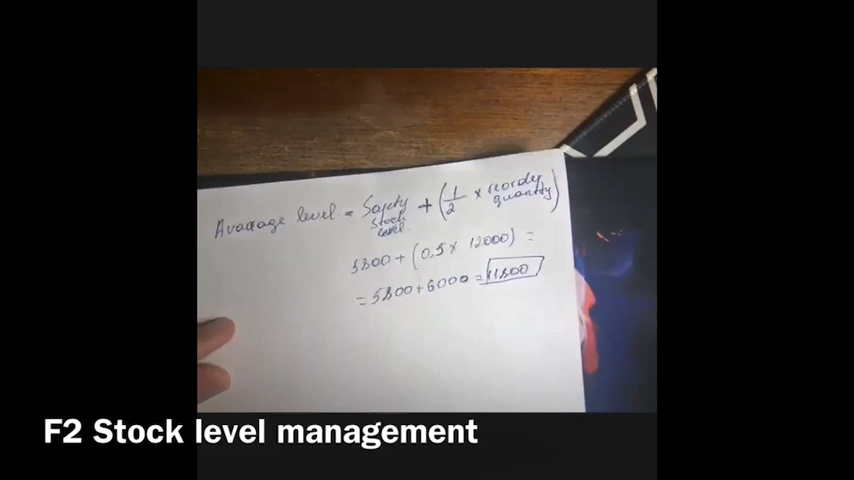 Avarage level = Safety stock level + (1/2 × reorder quantity)
5800 + (0.5 × 12000) =
= 5800 + 6000 = 11800
F2 Stock level management